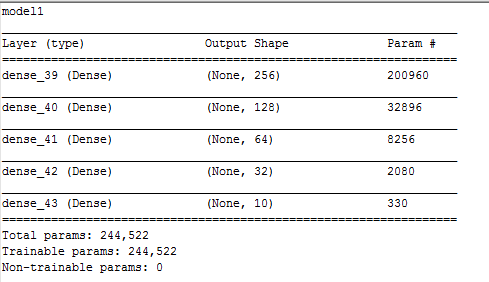 model1
Layer (type) Output Shape Param #
dense_39 (Dense) (None, 256) 200960
dense_40 (Dense) (None, 128) 32896
dense_41 (Dense) (None, 64) 8256
dense_42 (Dense) (None, 32) 2080
dense_43 (Dense) (None, 10) 330
Total params: 244,522
Trainable params: 244,522
Non-trainable params: 0